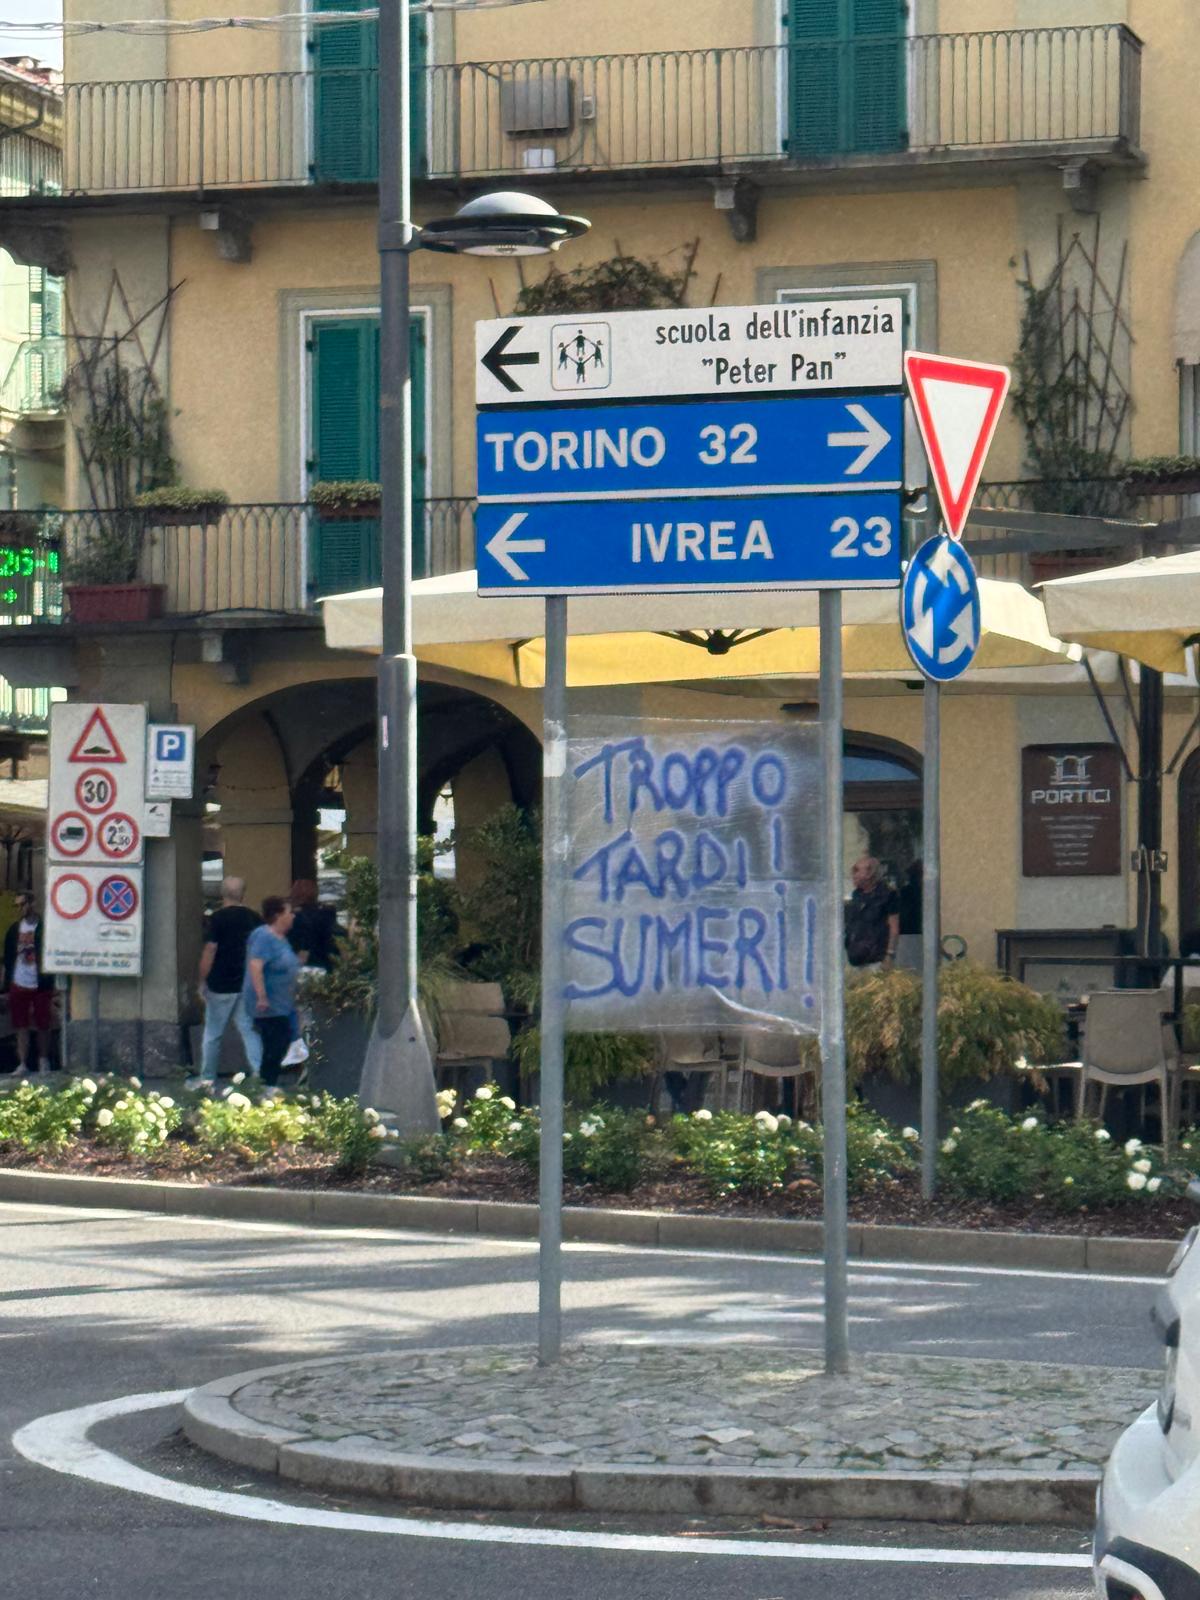 scuola dell'infanzia
"Peter Pan"
TORINO 32
IVREA 23
TROPPO
TARDI!
SUMERI!
P
30
PORTICI